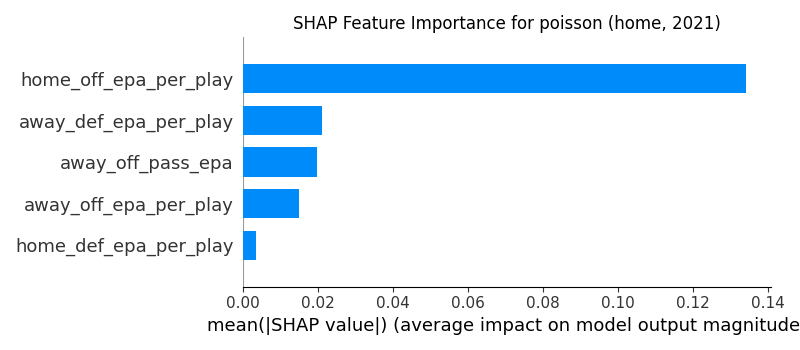 SHAP Feature Importance for poisson (home, 2021)
home_off_epa_per_play
away_def_epa_per_play
away_off_pass_epa
away_off_epa_per_play
home_def_epa_per_play
0.00 0.02 0.04 0.06 0.08 0.10 0.12 0.14
mean(|SHAP value|) (average impact on model output magnitude